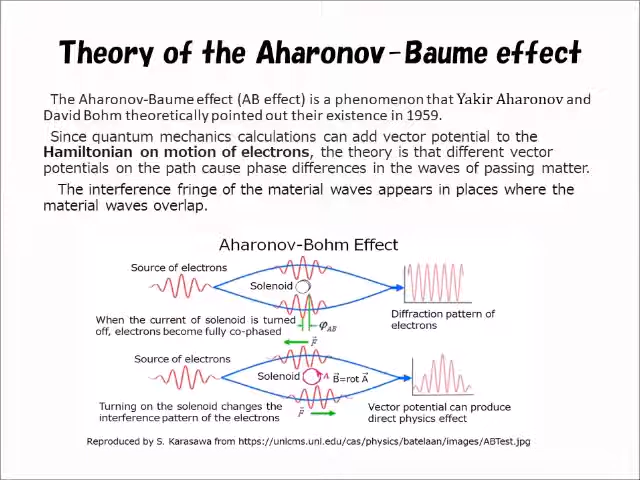 Theory of the Aharonov-Baume effect
The Aharonov-Baume effect (AB effect) is a phenomenon that Yakir Aharonov and
David Bohm theoretically pointed out their existence in 1959.
Since quantum mechanics calculations can add vector potential to the
Hamiltonian on motion of electrons, the theory is that different vector
potentials on the path cause phase differences in the waves of passing matter.
The interference fringe of the material waves appears in places where the
material waves overlap.
Aharonov-Bohm Effect
Source of electrons
Solenoid
When the current of solenoid is turned
off, electrons become fully co-phased
φAB
Diffraction pattern of
electrons
F⃗
Source of electrons
Solenoid
A
B⃗=rot A⃗
F⃗
Turning on the solenoid changes the
interference pattern of the electrons
Vector potential can produce
direct physics effect
Reproduced by S. Karasawa from https://unlcms.unl.edu/cas/physics/batelaan/images/ABTest.jpg